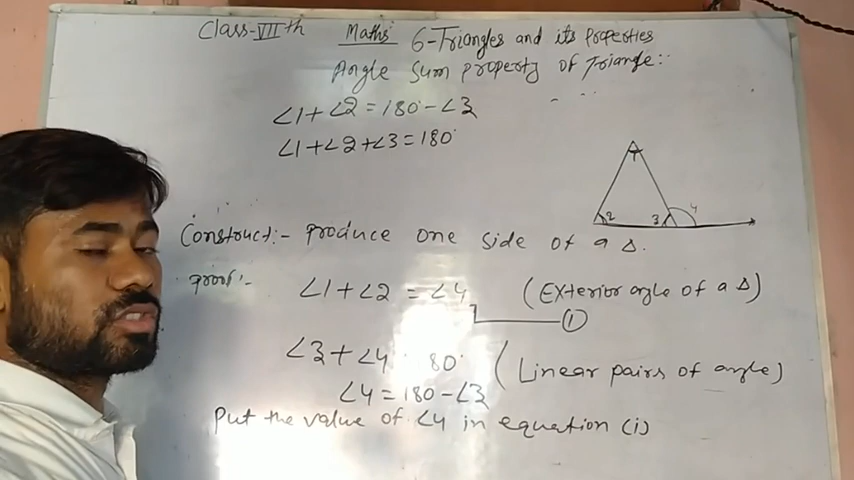 Class-VIIth Maths 6-Triangles and its properties
Angle Sum property of Triangle::
∠1+∠2=180°-∠3
∠1+∠2+∠3=180°
1
2 3 4
Construct:- produce one side of a Δ.
proof:-
∠1+∠2=∠4 (Exterior angle of a Δ)
①
∠3+∠4 80° (Linear pairs of angle)
∠4=180-∠3
Put the value of ∠4 in equation (i)